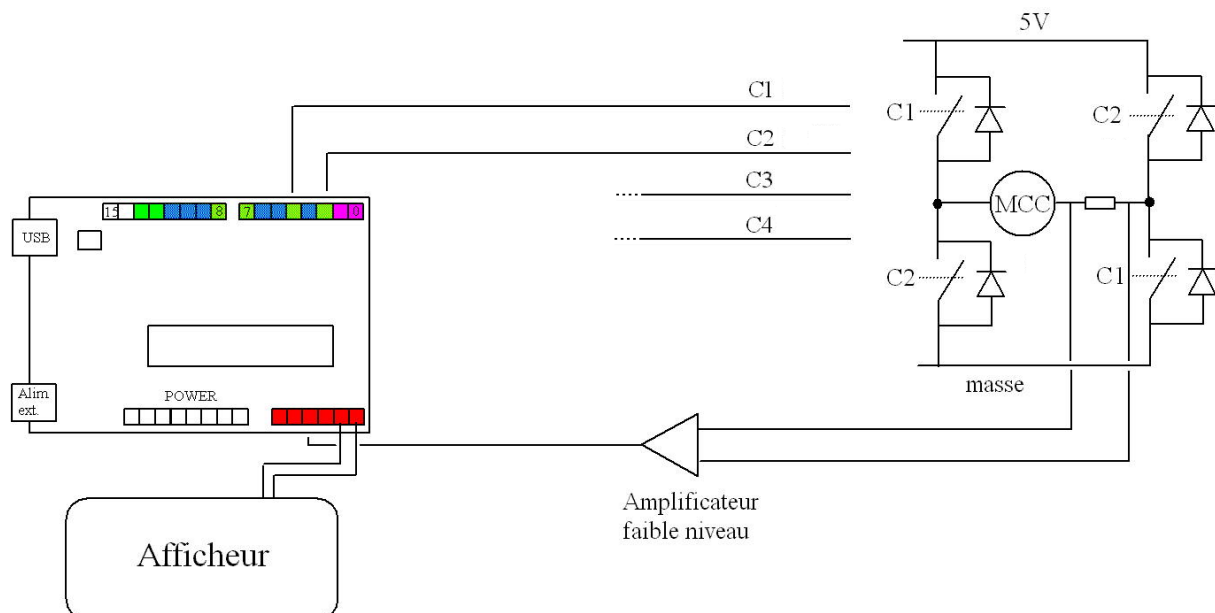 5V
C1
C1
C2
C2
C3
C4
MCC
C2
C1
masse
15
8
7
0
USB
Alim
ext.
POWER
Amplificateur
faible niveau
Afficheur